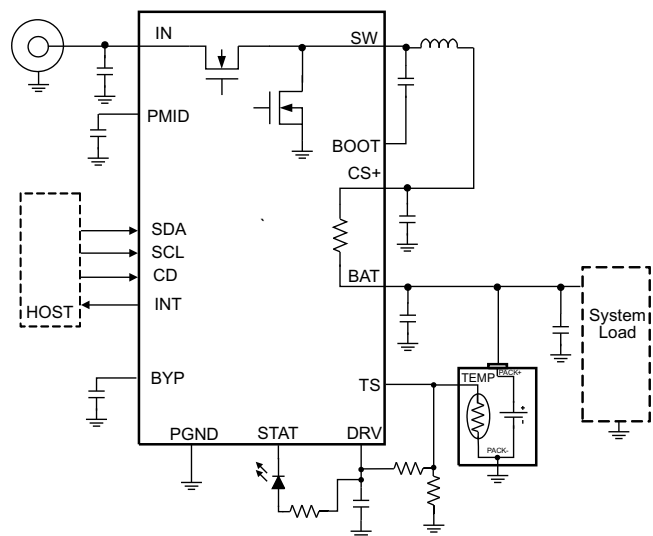 IN
SW
PMID
BOOT
CS+
SDA
SCL
CD
INT
HOST
BAT
System
Load
BYP
TS
TEMP
PACK+
+
-
PACK-
PGND
STAT
DRV